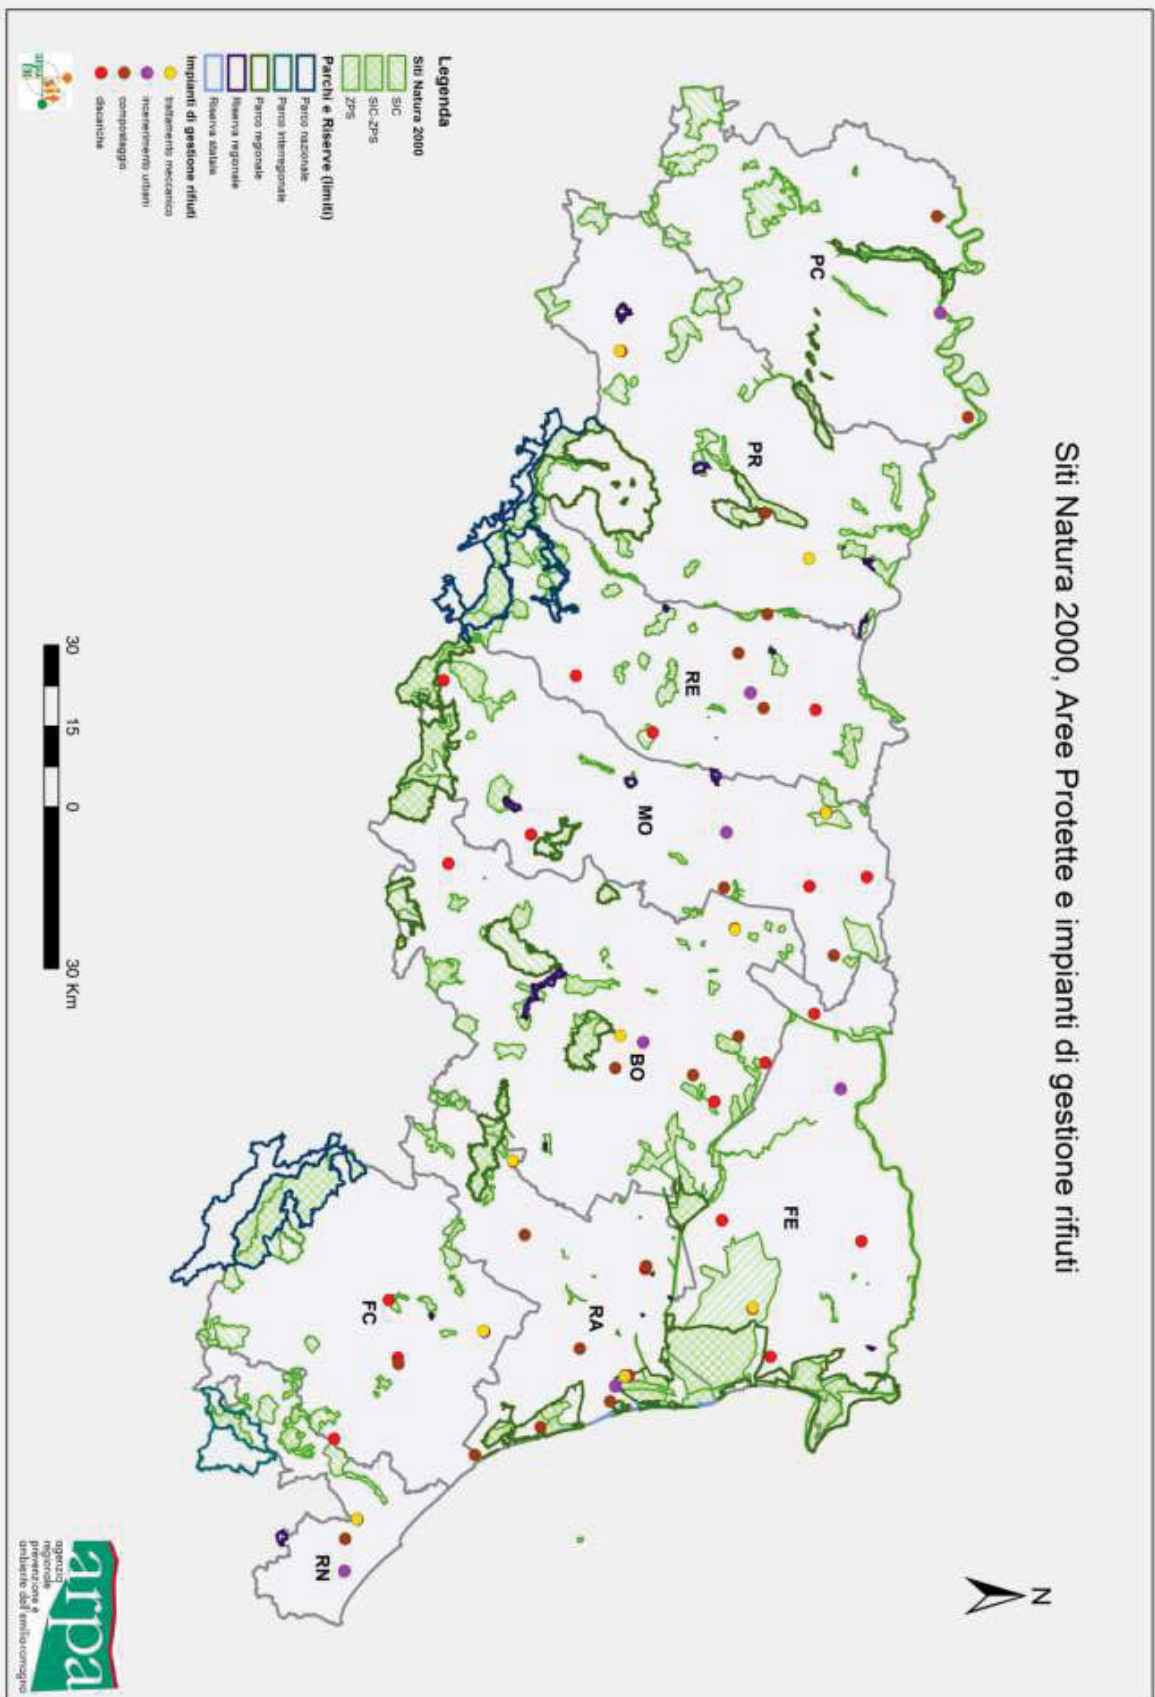 Siti Natura 2000, Aree Protette e impianti di gestione rifiuti
N
PC
PR
RE
MO
BO
FE
RA
FC
RN
Legenda
Siti Natura 2000
SIC
SIC-ZPS
ZPS
Parchi e Riserve (limiti)
Parco nazionale
Parco interregionale
Parco regionale
Riserva regionale
Riserva statale
Impianti di gestione rifiuti
trattamento meccanico
incenerimento urbani
compostaggio
discariche
sit
30 15 0 30 Km
arpa
agenzia
regionale
prevenzione e
ambiente dell'emilia-romagna